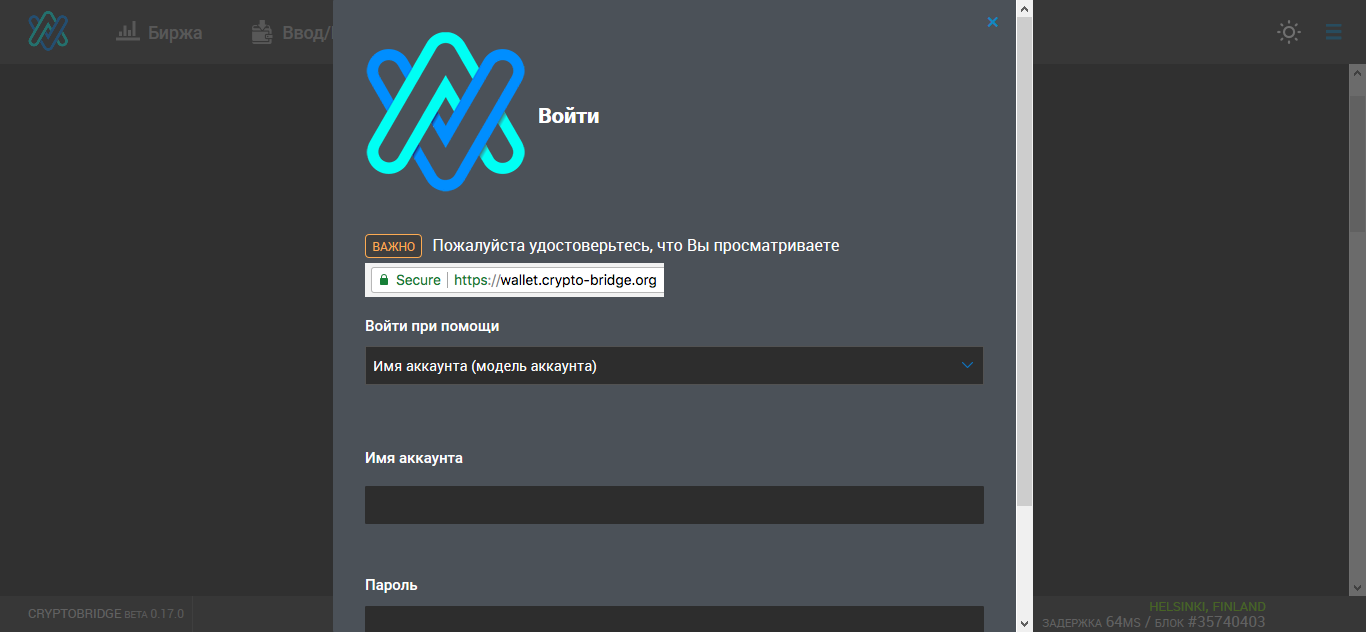 Биржа
Ввод/
Войти
ВАЖНО Пожалуйста удостоверьтесь, что Вы просматриваете
Secure https://wallet.crypto-bridge.org
Войти при помощи
Имя аккаунта (модель аккаунта)
Имя аккаунта
Пароль
CRYPTOBRIDGE BETA 0.17.0
HELSINKI, FINLAND
ЗАДЕРЖКА 64MS / БЛОК #35740403